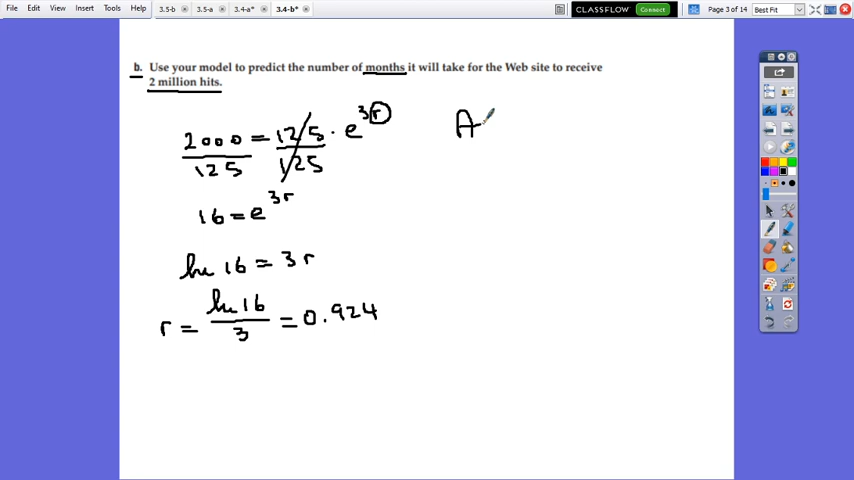 File Edit View Insert Tools Help 3.5-b 3.5-a 3.4-a* 3.4-b* CLASSFLOW Connect Page 3 of 14 Best Fit
b. Use your model to predict the number of months it will take for the Web site to receive
2 million hits.
2000/125 = 125/125 · e^3r
A
16 = e^3r
ln 16 = 3r
r = ln 16/3 = 0.924